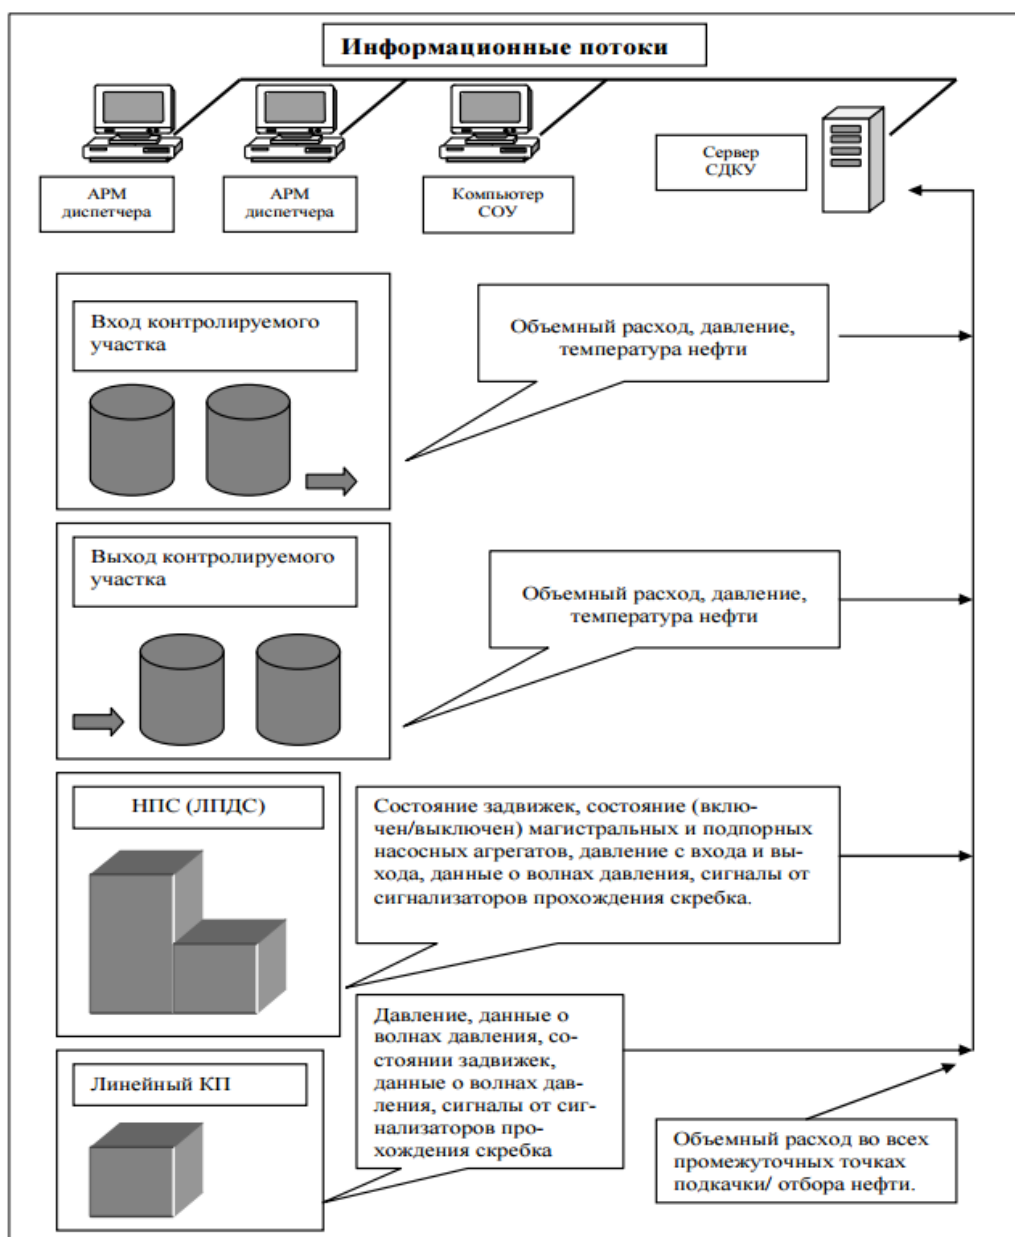 Информационные потоки
АРМ
диспетчера
АРМ
диспетчера
Компьютер
СОУ
Сервер
СДКУ
Вход контролируемого
участка
Объемный расход, давление,
температура нефти
Выход контролируемого
участка
Объемный расход, давление,
температура нефти
НПС (ЛПДС)
Состояние задвижек, состояние (вклю-
чен/выключен) магистральных и подпорных
насосных агрегатов, давление с входа и вы-
хода, данные о волнах давления, сигналы от
сигнализаторов прохождения скребка.
Давление, данные о
волнах давления, со-
стоянии задвижек,
данные о волнах дав-
ления, сигналы от сиг-
нализаторов про-
хождения скребка
Линейный КП
Объемный расход во всех
промежуточных точках
подкачки/ отбора нефти.